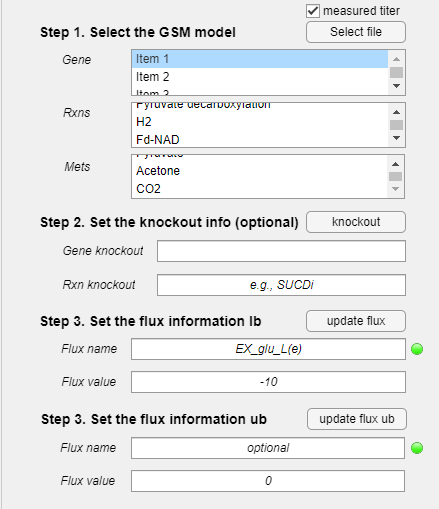 measured titer
Step 1. Select the GSM model Select file
Gene Item 1
Item 2
Item 3
Rxns Pyruvate decarboxylation
H2
Fd-NAD
Mets Pyruvate
Acetone
CO2
Step 2. Set the knockout info (optional) knockout
Gene knockout
Rxn knockout e.g., SUCDi
Step 3. Set the flux information lb update flux
Flux name EX_glu_L(e)
Flux value -10
Step 3. Set the flux information ub update flux ub
Flux name optional
Flux value 0